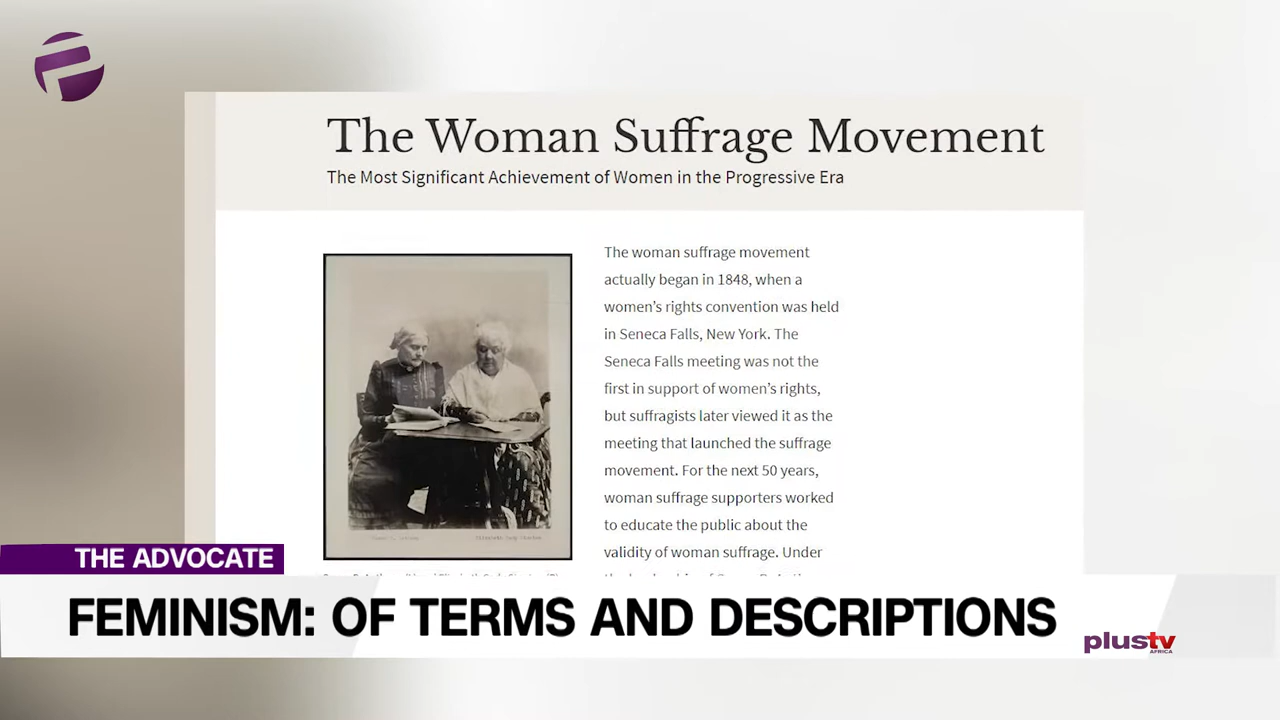 The Woman Suffrage Movement
The Most Significant Achievement of Women in the Progressive Era
The woman suffrage movement
actually began in 1848, when a
women's rights convention was held
in Seneca Falls, New York. The
Seneca Falls meeting was not the
first in support of women's rights,
but suffragists later viewed it as the
meeting that launched the suffrage
movement. For the next 50 years,
woman suffrage supporters worked
to educate the public about the
validity of woman suffrage. Under
THE ADVOCATE
FEMINISM: OF TERMS AND DESCRIPTIONS
plustv
AFRICA